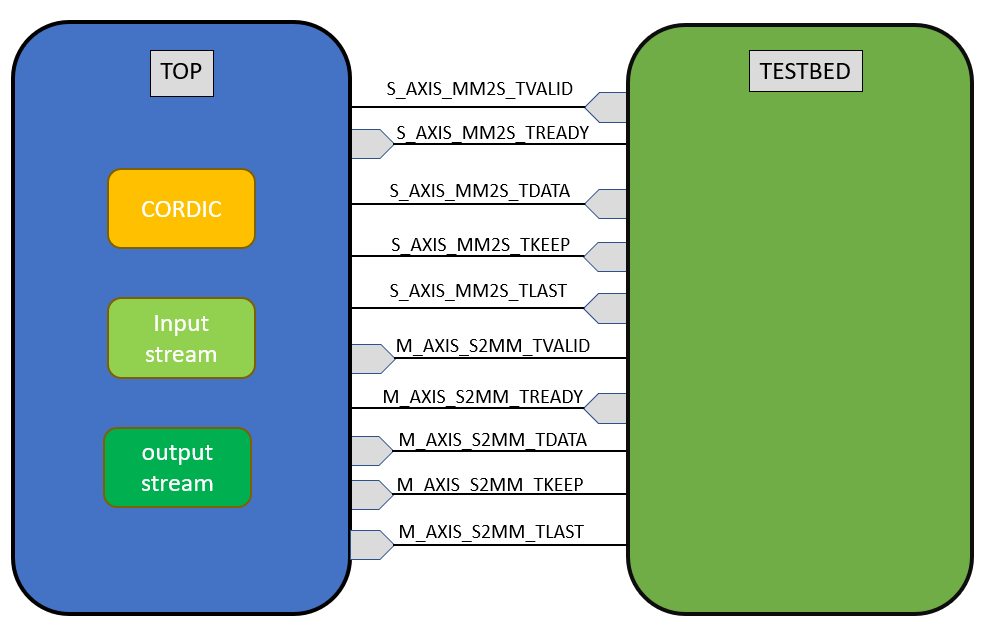 TOP
CORDIC
Input
stream
output
stream
S_AXIS_MM2S_TVALID
S_AXIS_MM2S_TREADY
S_AXIS_MM2S_TDATA
S_AXIS_MM2S_TKEEP
S_AXIS_MM2S_TLAST
M_AXIS_S2MM_TVALID
M_AXIS_S2MM_TREADY
M_AXIS_S2MM_TDATA
M_AXIS_S2MM_TKEEP
M_AXIS_S2MM_TLAST
TESTBED